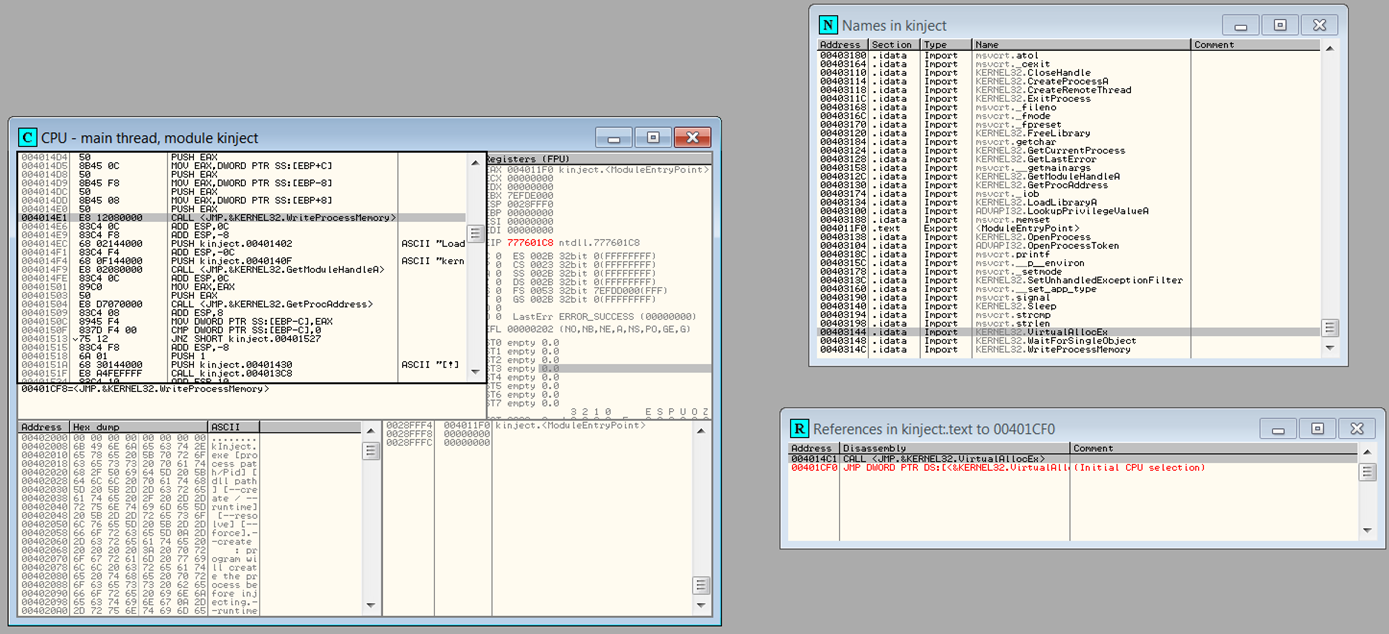 CPU - main thread, module kinject
004014D4 50 PUSH EAX
004014D5 8B45 0C MOV EAX,DWORD PTR SS:[EBP+C]
004014D8 50 PUSH EAX
004014D9 8B45 F8 MOV EAX,DWORD PTR SS:[EBP-8]
004014DC 50 PUSH EAX
004014DD 8B45 08 MOV EAX,DWORD PTR SS:[EBP+8]
004014E0 50 PUSH EAX
004014E1 E8 12080000 CALL <JMP.&KERNEL32.WriteProcessMemory>
004014E6 83C4 0C ADD ESP,0C
004014E9 83C4 F8 ADD ESP,-8
004014EC 68 02144000 PUSH kinject.00401402 ASCII "Load
004014F1 83C4 F4 ADD ESP,-0C
004014F4 68 0F144000 PUSH kinject.0040140F ASCII "kern
004014F9 E8 02080000 CALL <JMP.&KERNEL32.GetModuleHandleA>
004014FE 83C4 0C ADD ESP,0C
00401501 89C0 MOV EAX,EAX
00401503 50 PUSH EAX
00401504 E8 D7070000 CALL <JMP.&KERNEL32.GetProcAddress>
00401509 83C4 08 ADD ESP,8
0040150C 8945 F4 MOV DWORD PTR SS:[EBP-C],EAX
0040150F 837D F4 00 CMP DWORD PTR SS:[EBP-C],0
00401513 75 12 JNZ SHORT kinject.00401527
00401515 83C4 F8 ADD ESP,-8
00401518 6A 01 PUSH 1
0040151A 68 30144000 PUSH kinject.00401430 ASCII "[!]
0040151F E8 A4FEFFFF CALL kinject.004013C8
83C4 10 ADD ESP,10
00401CF8=<JMP.&KERNEL32.WriteProcessMemory>
Registers (FPU)
EAX 004011F0 kinject.<ModuleEntryPoint>
ECX 00000000
EDX 00000000
EBX 7EFDE000
ESP 0028FFF0
EBP 00000000
ESI 00000000
EDI 00000000
EIP 777601C8 ntdll.777601C8
0 ES 002B 32bit 0(FFFFFFFF)
0 CS 0023 32bit 0(FFFFFFFF)
0 SS 002B 32bit 0(FFFFFFFF)
0 DS 002B 32bit 0(FFFFFFFF)
0 FS 0053 32bit 7EFDD000(FFF)
0 GS 002B 32bit 0(FFFFFFFF)
0
0 LastErr ERROR_SUCCESS (00000000)
EFL 00000202 (NO,NB,NE,A,NS,PO,GE,G)
ST0 empty 0.0
ST1 empty 0.0
ST2 empty 0.0
ST3 empty 0.0
ST4 empty 0.0
ST5 empty 0.0
ST6 empty 0.0
ST7 empty 0.0
3 2 1 0 E S P U O Z
Address Hex dump ASCII
00402000 00 00 00 00 00 00 00 00 ........
00402008 6B 49 6E 6A 65 63 74 2E kInject.
00402010 65 78 65 20 5B 70 72 6F exe [pro
00402018 63 65 73 73 20 70 61 74 cess pat
00402020 68 2F 50 69 64 5D 20 5B h/Pid] [
00402028 64 6C 6C 20 70 61 74 68 dll path
00402030 5D 20 5B 2D 2D 63 72 65 ] [--cre
00402038 61 74 65 20 2F 20 2D 2D ate / --
00402040 72 75 6E 74 69 6D 65 5D runtime]
00402048 20 5B 2D 2D 72 65 73 6F [--reso
00402050 6C 76 65 5D 20 5B 2D 2D lve] [--
00402058 66 6F 72 63 65 5D 0A 2D force].-
00402060 2D 63 72 65 61 74 65 20 -create
00402068 20 20 20 20 3A 20 70 72 : pr
00402070 6F 67 72 61 6D 20 77 69 ogram wi
00402078 6C 6C 20 63 72 65 61 74 ll creat
00402080 65 20 74 68 65 20 70 72 e the pr
00402088 6F 63 65 73 73 20 62 65 ocess be
00402090 66 6F 72 65 20 69 6E 6A fore inj
00402098 65 63 74 69 6E 67 0A 2D ecting.-
004020A0 2D 72 75 6E 74 69 6D 65 -runtime
0028FFF4 004011F0 kinject.<ModuleEntryPoint>
0028FFF8 00000000
0028FFFC 00000000
Names in kinject
Address Section Type Name Comment
00403180 .idata Import msvcrt.atol
00403164 .idata Import msvcrt._cexit
00403110 .idata Import KERNEL32.CloseHandle
00403114 .idata Import KERNEL32.CreateProcessA
00403118 .idata Import KERNEL32.CreateRemoteThread
0040311C .idata Import KERNEL32.ExitProcess
00403168 .idata Import msvcrt._fileno
0040316C .idata Import msvcrt._fmode
00403170 .idata Import msvcrt._fpreset
00403120 .idata Import KERNEL32.FreeLibrary
00403184 .idata Import msvcrt.getchar
00403124 .idata Import KERNEL32.GetCurrentProcess
00403128 .idata Import KERNEL32.GetLastError
00403158 .idata Import msvcrt.__getmainargs
0040312C .idata Import KERNEL32.GetModuleHandleA
00403130 .idata Import KERNEL32.GetProcAddress
00403174 .idata Import msvcrt._iob
00403134 .idata Import KERNEL32.LoadLibraryA
00403100 .idata Import ADVAPI32.LookupPrivilegeValueA
00403188 .idata Import msvcrt.memset
004011F0 .text Export <ModuleEntryPoint>
00403138 .idata Import KERNEL32.OpenProcess
00403104 .idata Import ADVAPI32.OpenProcessToken
0040318C .idata Import msvcrt.printf
0040315C .idata Import msvcrt.__p__environ
00403178 .idata Import msvcrt._setmode
0040313C .idata Import KERNEL32.SetUnhandledExceptionFilter
00403160 .idata Import msvcrt.__set_app_type
00403190 .idata Import msvcrt.signal
00403140 .idata Import KERNEL32.Sleep
00403194 .idata Import msvcrt.strcmp
00403198 .idata Import msvcrt.strlen
00403144 .idata Import KERNEL32.VirtualAllocEx
00403148 .idata Import KERNEL32.WaitForSingleObject
0040314C .idata Import KERNEL32.WriteProcessMemory
References in kinject:.text to 00401CF0
Address Disassembly Comment
004014C1 CALL <JMP.&KERNEL32.VirtualAllocEx>
00401CF0 JMP DWORD PTR DS:[<&KERNEL32.VirtualAll (Initial CPU selection)